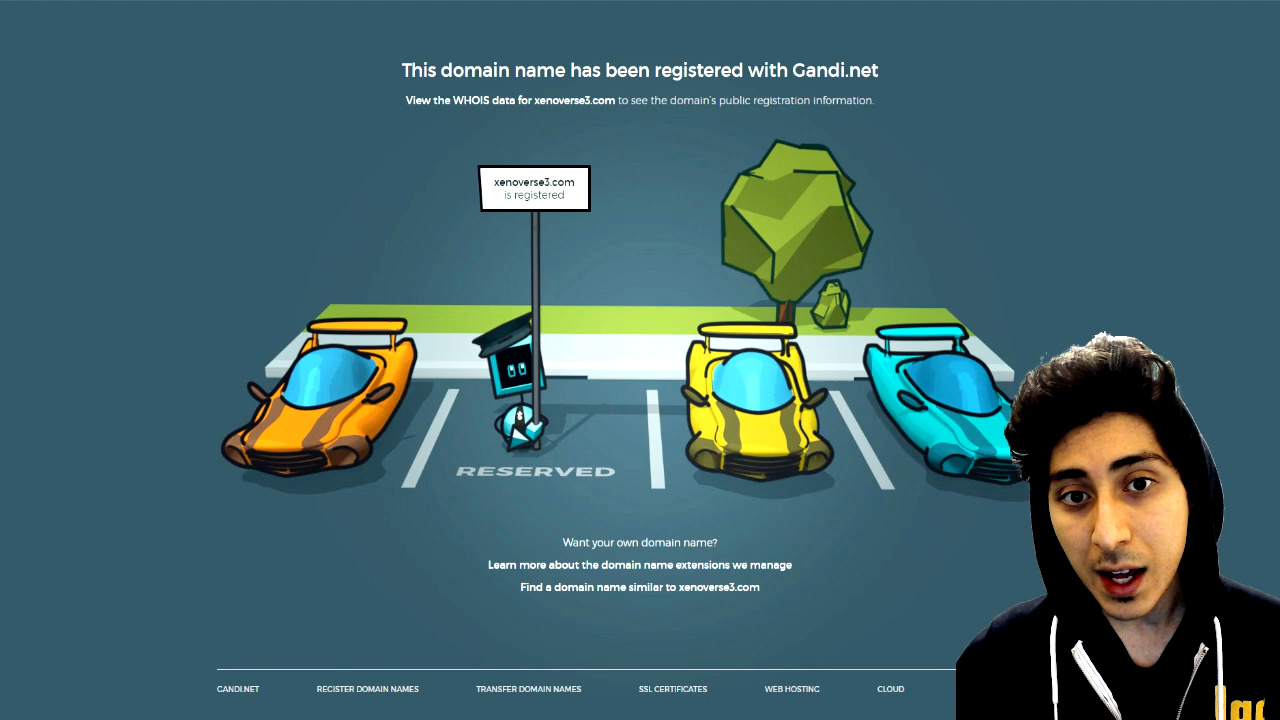 This domain name has been registered with Gandi.net
View the WHOIS data for xenoverse3.com to see the domain's public registration information.
xenoverse3.com
is registered
RESERVED
Want your own domain name?
Learn more about the domain name extensions we manage
Find a domain name similar to xenoverse3.com
GANDI.NET REGISTER DOMAIN NAMES TRANSFER DOMAIN NAMES SSL CERTIFICATES WEB HOSTING CLOUD